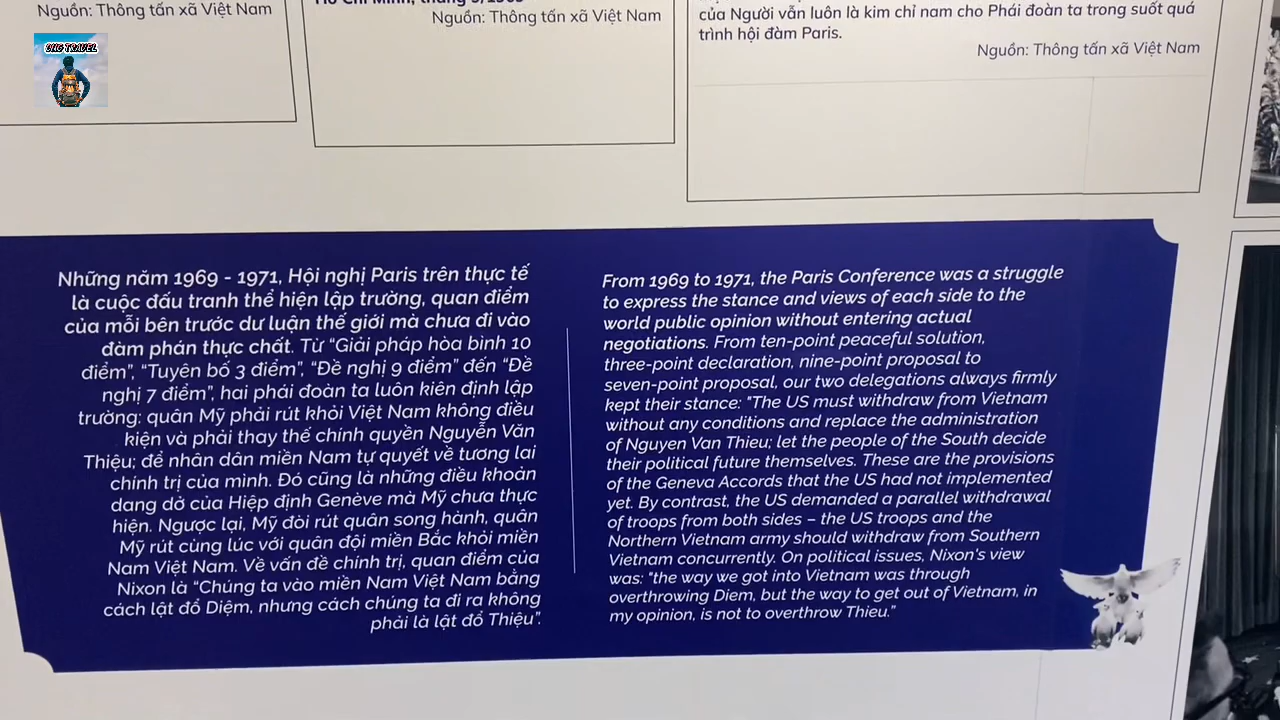 Nguồn: Thông tấn xã Việt Nam
Nguồn: Thông tấn xã Việt Nam
của Người vẫn luôn là kim chỉ nam cho Phái đoàn ta trong suốt quá
trình hội đàm Paris.
Nguồn: Thông tấn xã Việt Nam
UNG TRAVEL
Những năm 1969 - 1971, Hội nghị Paris trên thực tế
là cuộc đấu tranh thể hiện lập trường, quan điểm
của mỗi bên trước dư luận thế giới mà chưa đi vào
đàm phán thực chất. Từ “Giải pháp hòa bình 10
điểm”, “Tuyên bố 3 điểm”, “Đề nghị 9 điểm” đến “Đề
nghị 7 điểm”, hai phái đoàn ta luôn kiên định lập
trường: quân Mỹ phải rút khỏi Việt Nam không điều
kiện và phải thay thế chính quyền Nguyễn Văn
Thiệu; để nhân dân miền Nam tự quyết về tương lai
chính trị của mình. Đó cũng là những điều khoản
dang dở của Hiệp định Genève mà Mỹ chưa thực
hiện. Ngược lại, Mỹ đòi rút quân song hành, quân
Mỹ rút cùng lúc với quân đội miền Bắc khỏi miền
Nam Việt Nam. Về vấn đề chính trị, quan điểm của
Nixon là “Chúng ta vào miền Nam Việt Nam bằng
cách lật đổ Diệm, nhưng cách chúng ta đi ra không
phải là lật đổ Thiệu”.
From 1969 to 1971, the Paris Conference was a struggle
to express the stance and views of each side to the
world public opinion without entering actual
negotiations. From ten-point peaceful solution,
three-point declaration, nine-point proposal to
seven-point proposal, our two delegations always firmly
kept their stance: "The US must withdraw from Vietnam
without any conditions and replace the administration
of Nguyen Van Thieu; let the people of the South decide
their political future themselves. These are the provisions
of the Geneva Accords that the US had not implemented
yet. By contrast, the US demanded a parallel withdrawal
of troops from both sides – the US troops and the
Northern Vietnam army should withdraw from Southern
Vietnam concurrently. On political issues, Nixon's view
was: "the way we got into Vietnam was through
overthrowing Diem, but the way to get out of Vietnam, in
my opinion, is not to overthrow Thieu.”